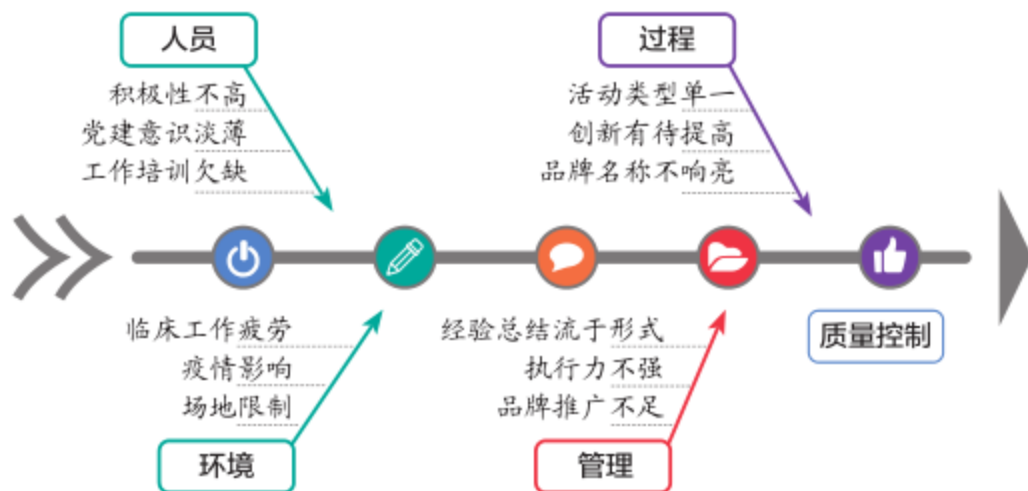 人员
积极性不高
党建意识淡薄
工作培训欠缺
过程
活动类型单一
创新有待提高
品牌名称不响亮
临床工作疲劳
疫情影响
场地限制
环境
经验总结流于形式
执行力不强
品牌推广不足
管理
质量控制